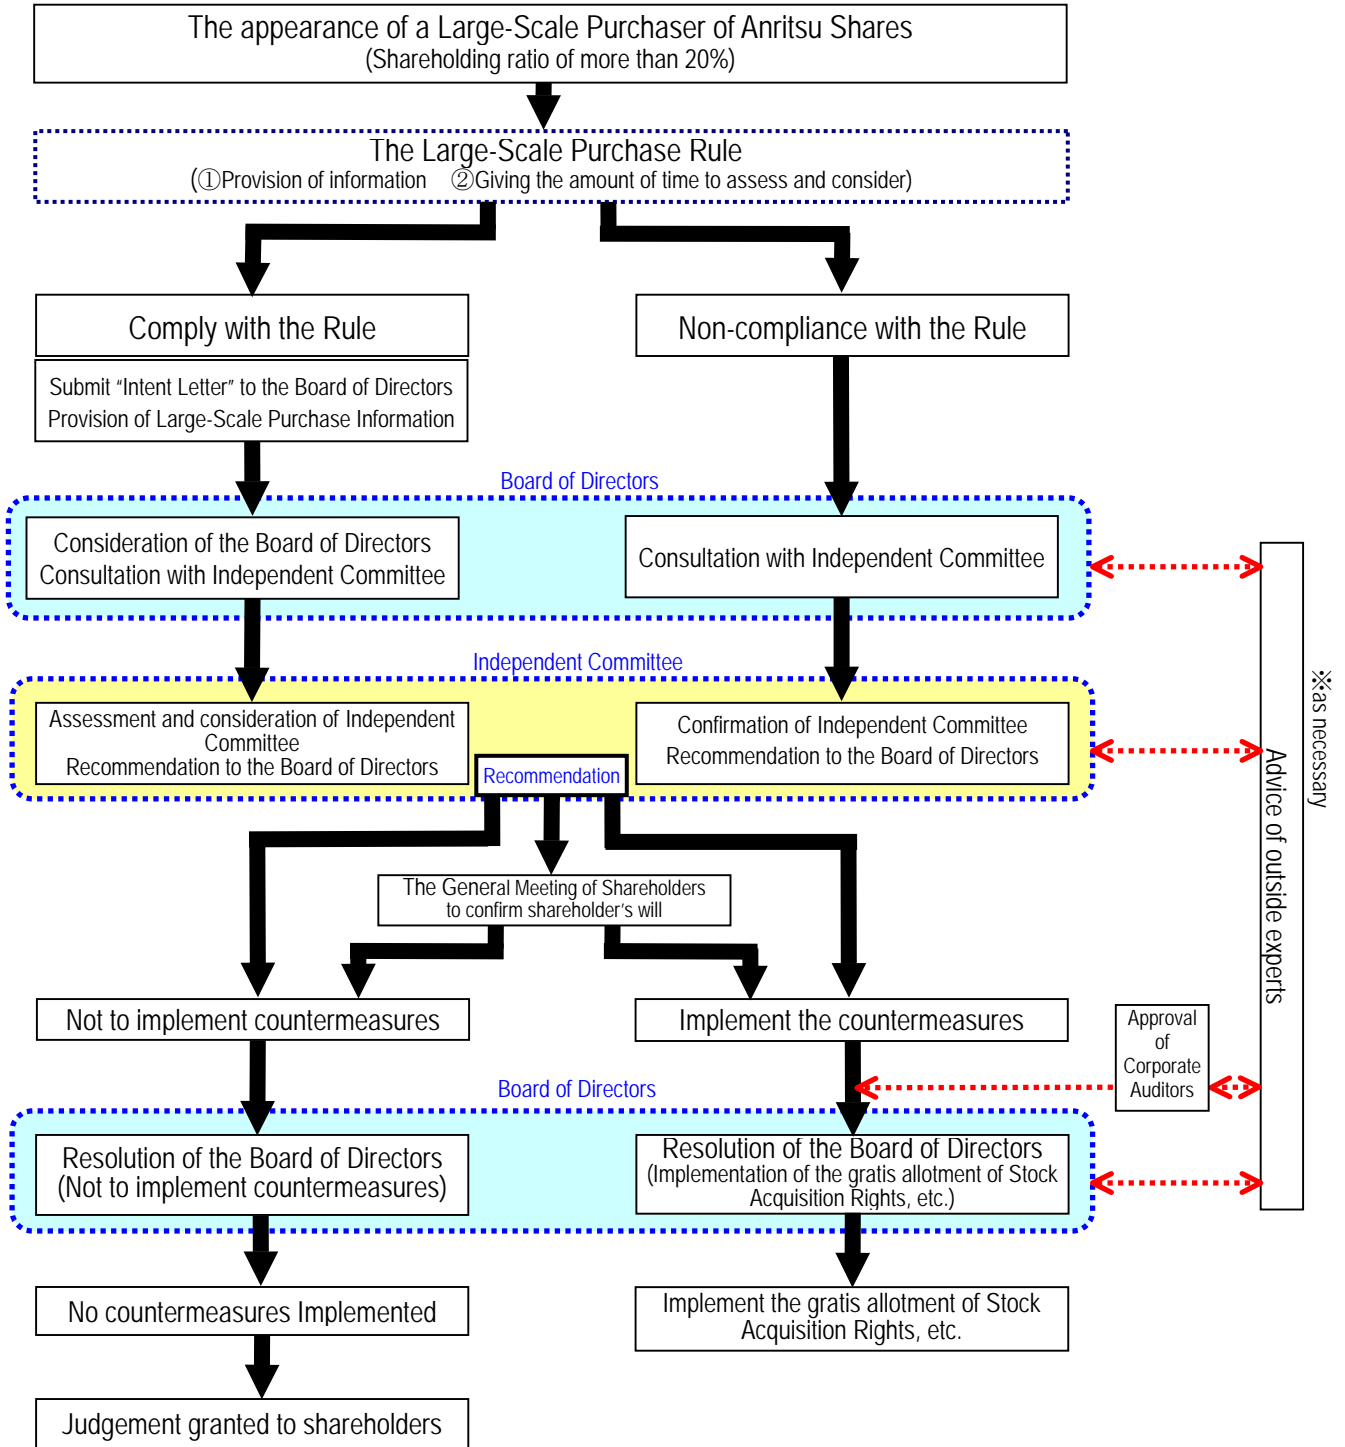 The appearance of a Large-Scale Purchaser of Anritsu Shares
(Shareholding ratio of more than 20%)
The Large-Scale Purchase Rule
(①Provision of information ②Giving the amount of time to assess and consider)
Comply with the Rule
Non-compliance with the Rule
Submit “Intent Letter” to the Board of Directors
Provision of Large-Scale Purchase Information
Board of Directors
Consideration of the Board of Directors
Consultation with Independent Committee
Consultation with Independent Committee
Independent Committee
Assessment and consideration of Independent
Committee
Recommendation to the Board of Directors
Confirmation of Independent Committee
Recommendation to the Board of Directors
Recommendation
※as necessary
Advice of outside experts
The General Meeting of Shareholders
to confirm shareholder's will
Not to implement countermeasures
Implement the countermeasures
Approval
of
Corporate
Auditors
Board of Directors
Resolution of the Board of Directors
(Not to implement countermeasures)
Resolution of the Board of Directors
(Implementation of the gratis allotment of Stock
Acquisition Rights, etc.)
No countermeasures Implemented
Implement the gratis allotment of Stock
Acquisition Rights, etc.
Judgement granted to shareholders